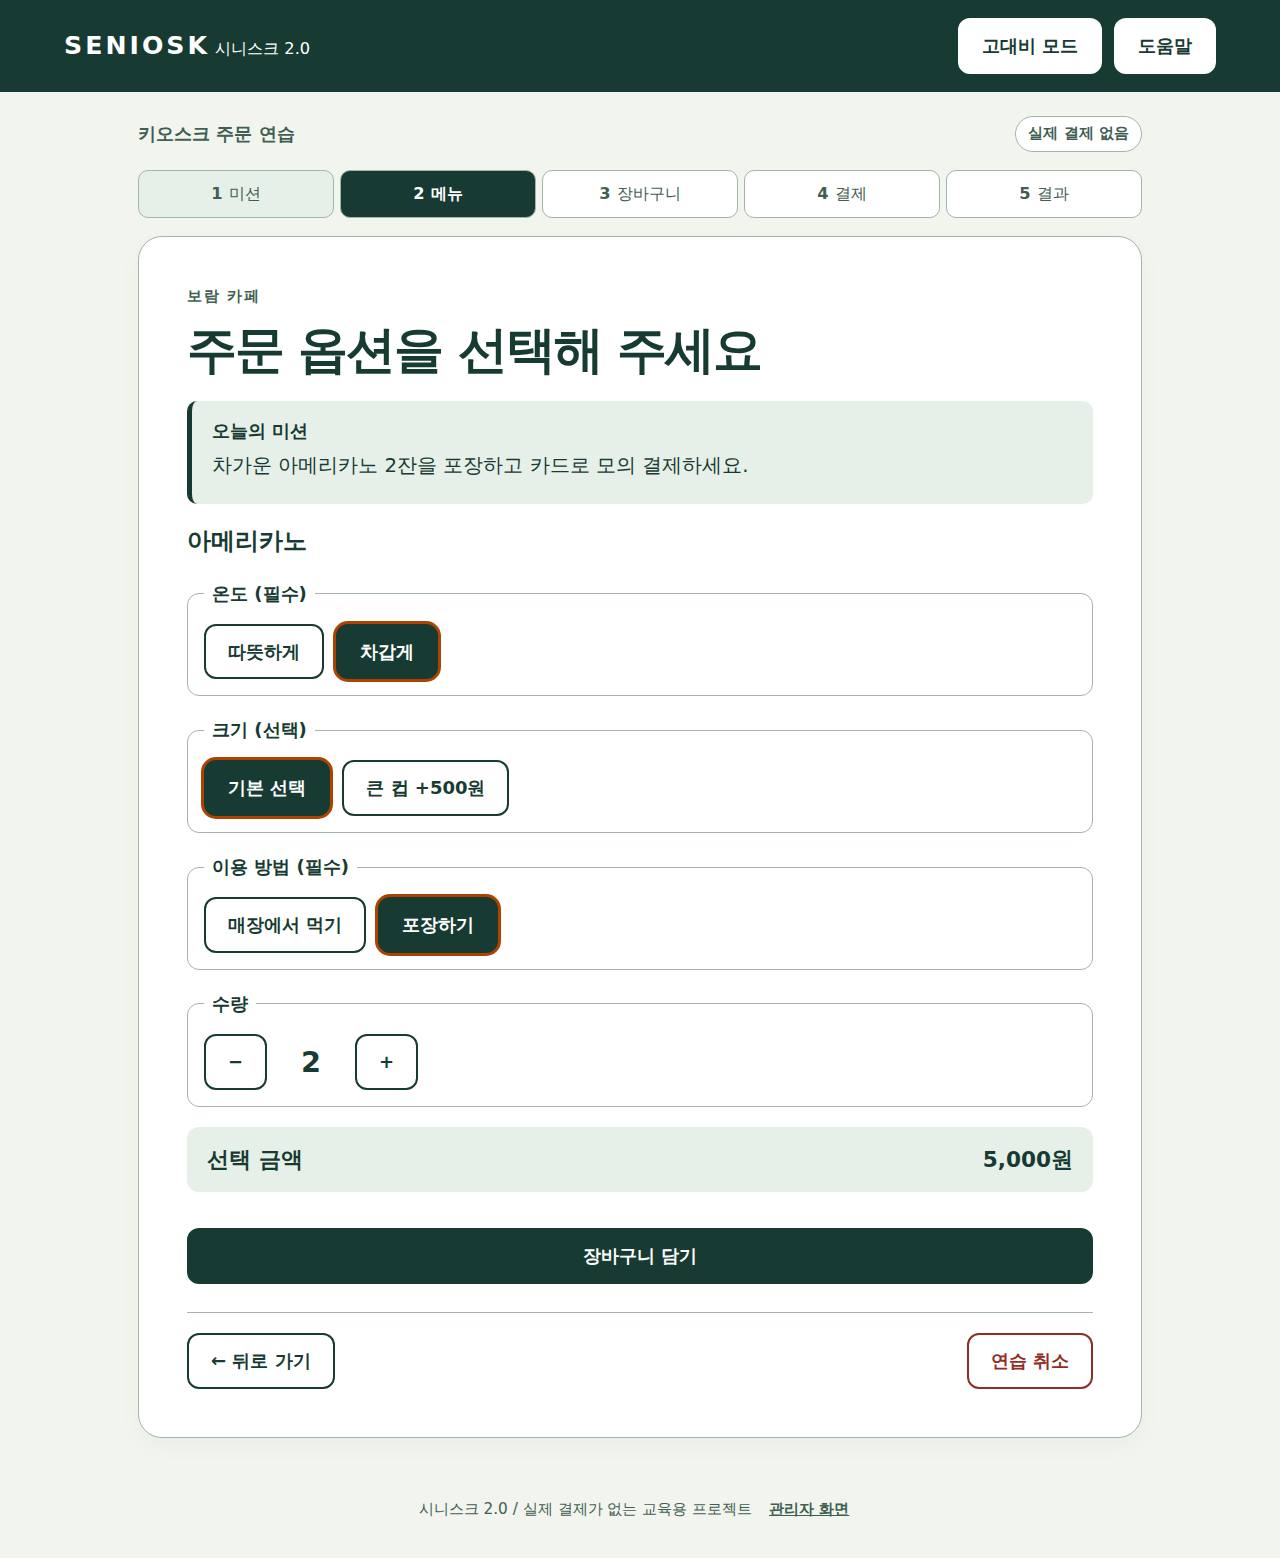 SENIOSK 시니스크 2.0
고대비 모드
도움말
키오스크 주문 연습
실제 결제 없음
1 미션
2 메뉴
3 장바구니
4 결제
5 결과
보람 카페
주문 옵션을 선택해 주세요
오늘의 미션
차가운 아메리카노 2잔을 포장하고 카드로 모의 결제하세요.
아메리카노
온도 (필수)
따뜻하게
차갑게
크기 (선택)
기본 선택
큰 컵 +500원
이용 방법 (필수)
매장에서 먹기
포장하기
수량
−
2
+
선택 금액
5,000원
장바구니 담기
← 뒤로 가기
연습 취소
시니스크 2.0 / 실제 결제가 없는 교육용 프로젝트
관리자 화면